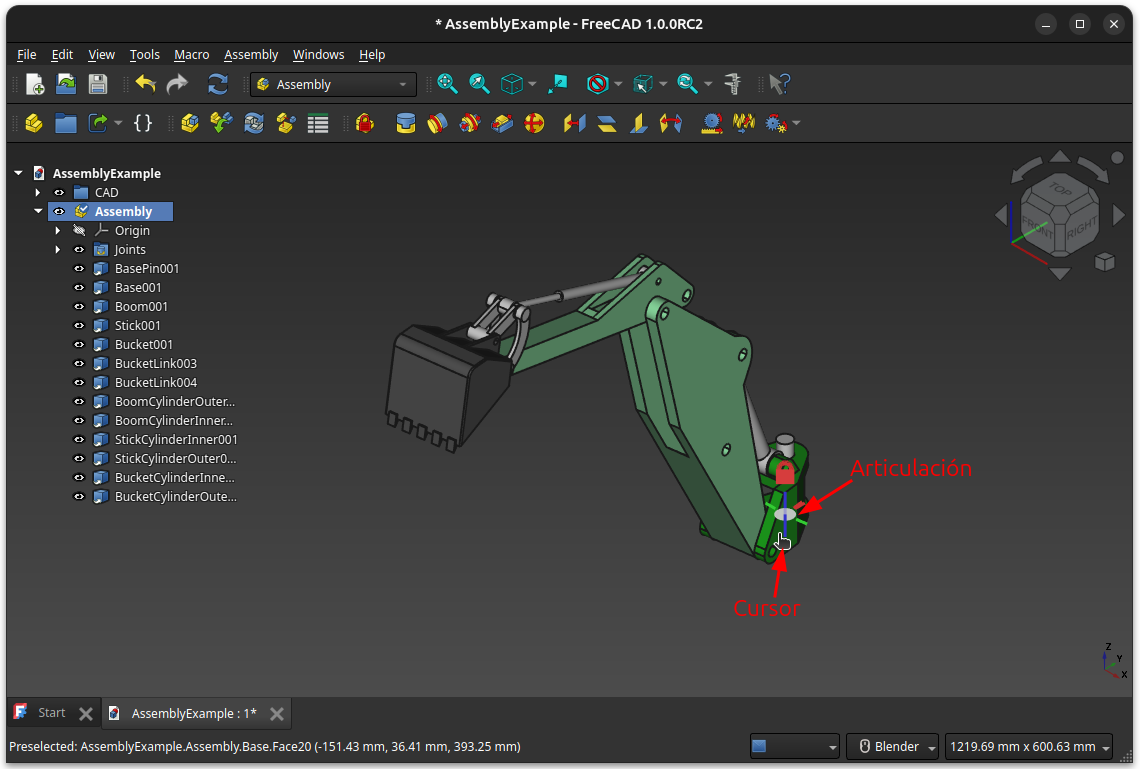 * AssemblyExample - FreeCAD 1.0.0RC2
File Edit View Tools Macro Assembly Windows Help
Assembly
AssemblyExample
CAD
Assembly
Origin
Joints
BasePin001
Base001
Boom001
Stick001
Bucket001
BucketLink003
BucketLink004
BoomCylinderOuter...
BoomCylinderInner...
StickCylinderInner001
StickCylinderOuter0...
BucketCylinderInne...
BucketCylinderOute...
TOP
FRONT
RIGHT
Articulación
Cursor
Z
Y
X
Start
AssemblyExample : 1*
Preselected: AssemblyExample.Assembly.Base.Face20 (-151.43 mm, 36.41 mm, 393.25 mm)
Blender
1219.69 mm x 600.63 mm